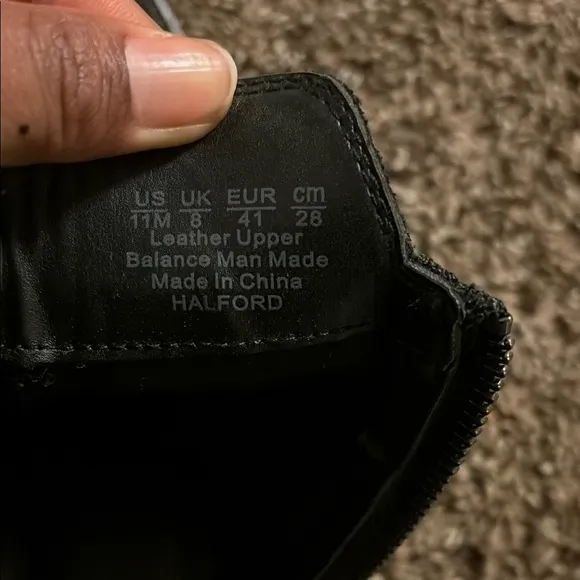 US UK EUR cm
11M 8 41 28
Leather Upper
Balance Man Made
Made In China
HALFORD